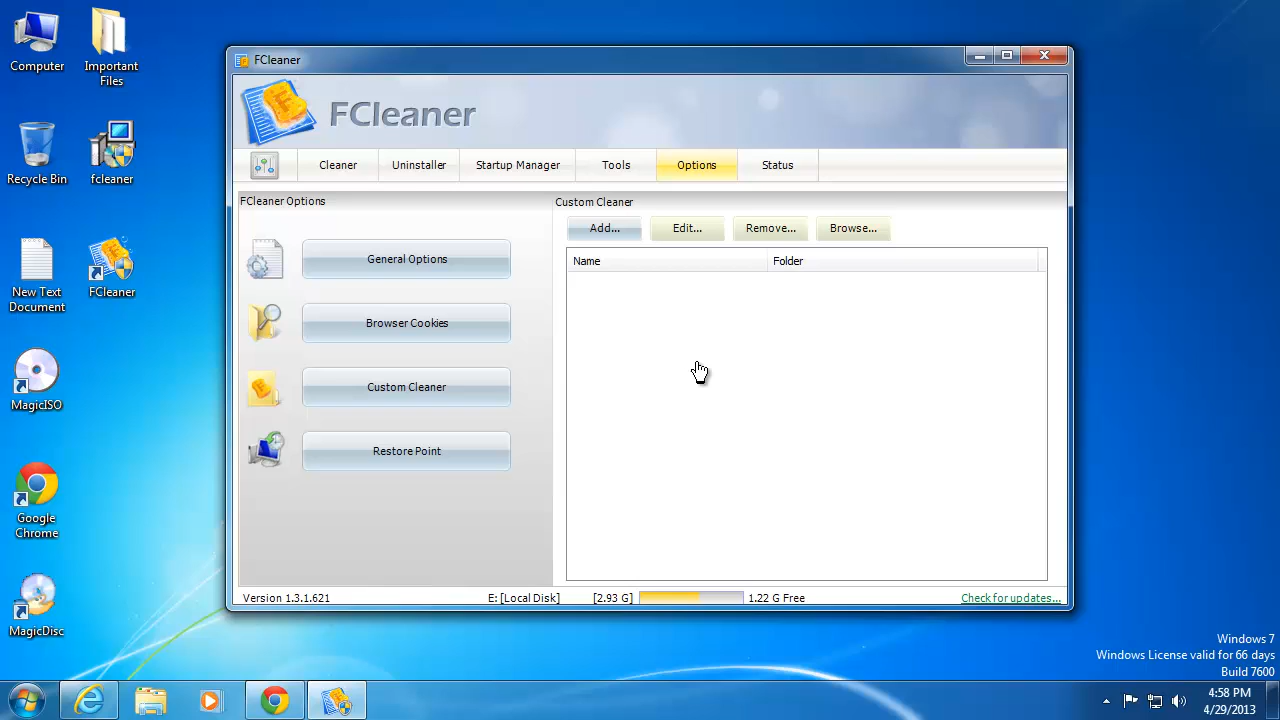 Computer
Important
Files
Recycle Bin
fcleaner
New Text
Document
FCleaner
MagicISO
Google
Chrome
MagicDisc
FCleaner
FCleaner
Cleaner
Uninstaller
Startup Manager
Tools
Options
Status
FCleaner Options
General Options
Browser Cookies
Custom Cleaner
Restore Point
Custom Cleaner
Add...
Edit...
Remove...
Browse...
Name
Folder
Version 1.3.1.621
E: [Local Disk]
[2.93 G]
1.22 G Free
Check for updates...
Windows 7
Windows License valid for 66 days
Build 7600
4:58 PM
4/29/2013